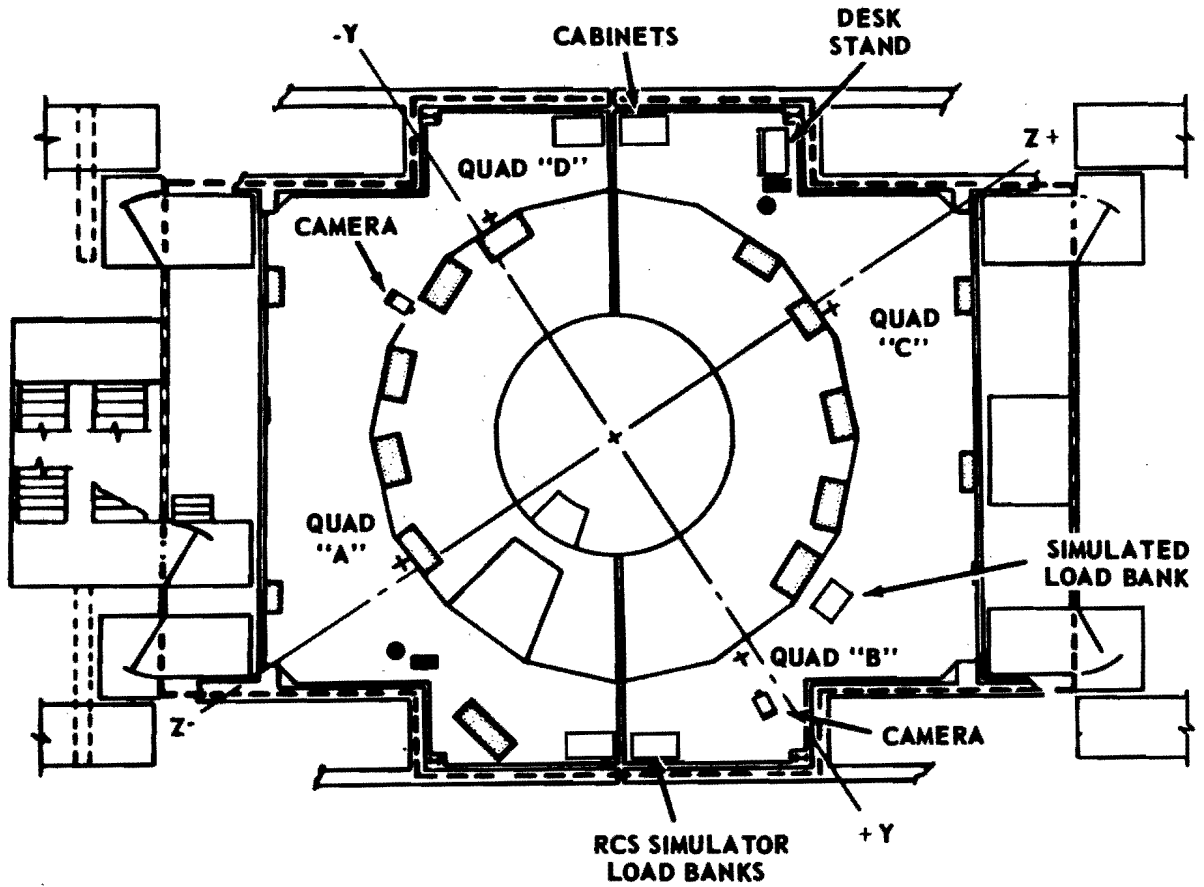 -Y
CABINETS
DESK
STAND
Z +
QUAD "D"
CAMERA
QUAD
"C"
QUAD
"A"
SIMULATED
LOAD BANK
QUAD "B"
Z-
CAMERA
+ Y
RCS SIMULATOR
LOAD BANKS